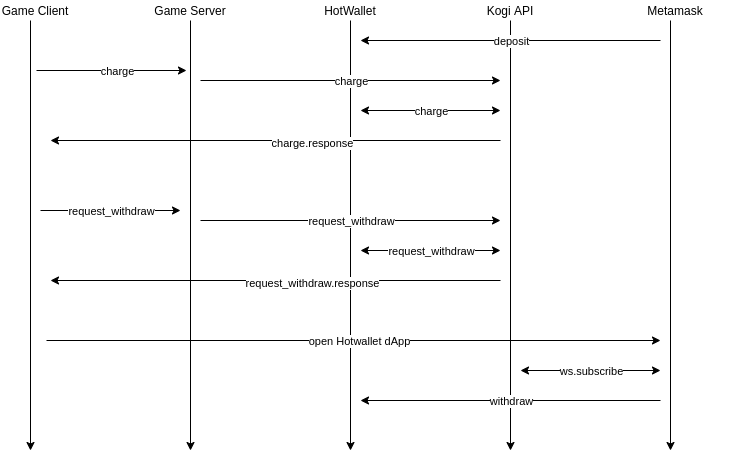 Game Client Game Server HotWallet Kogi API Metamask
deposit
charge
charge
charge
charge.response
request_withdraw
request_withdraw
request_withdraw
request_withdraw.response
open Hotwallet dApp
ws.subscribe
withdraw